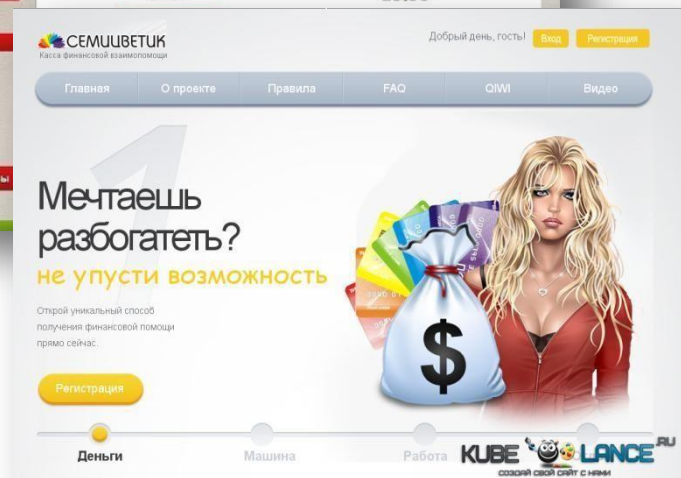 СЕМИЦВЕТИК
Касса финансовой взаимопомощи
Добрый день, гость!
Вход
Регистрация
Главная
О проекте
Правила
FAQ
QIWI
Видео
1
Мечтаешь
разбогатеть?
не упусти возможность
Открой уникальный способ
получения финансовой помощи
прямо сейчас.
Регистрация
$
Деньги
Машина
Работа
KUBE LANCE .RU
СОЗДАЙ СВОЙ САЙТ С НАМИ